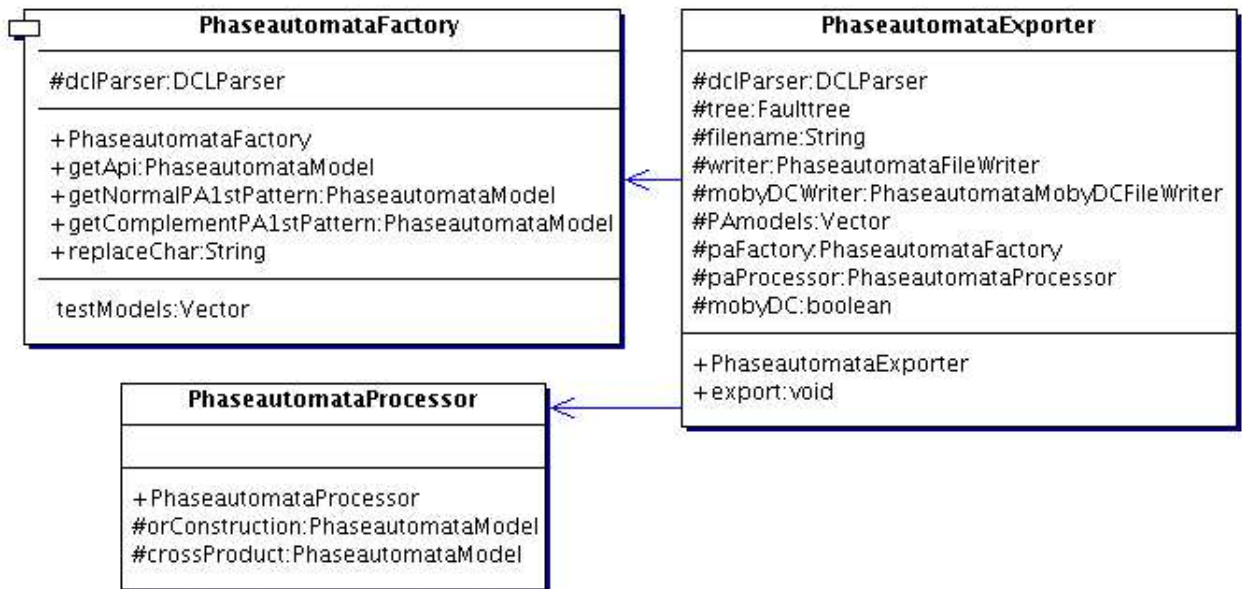 PhaseautomataFactory
#dclParser:DCLParser
+PhaseautomataFactory
+getApi:PhaseautomataModel
+getNormalPA1stPattern:PhaseautomataModel
+getComplementPA1stPattern:PhaseautomataModel
+replaceChar:String
testModels:Vector
PhaseautomataExporter
#dclParser:DCLParser
#tree:Faulttree
#filename:String
#writer:PhaseautomataFileWriter
#mobyDCWriter:PhaseautomataMobyDCFileWriter
#PAmodels:Vector
#paFactory:PhaseautomataFactory
#paProcessor:PhaseautomataProcessor
#mobyDC:boolean
+PhaseautomataExporter
+export:void
PhaseautomataProcessor
+PhaseautomataProcessor
#orConstruction:PhaseautomataModel
#crossProduct:PhaseautomataModel